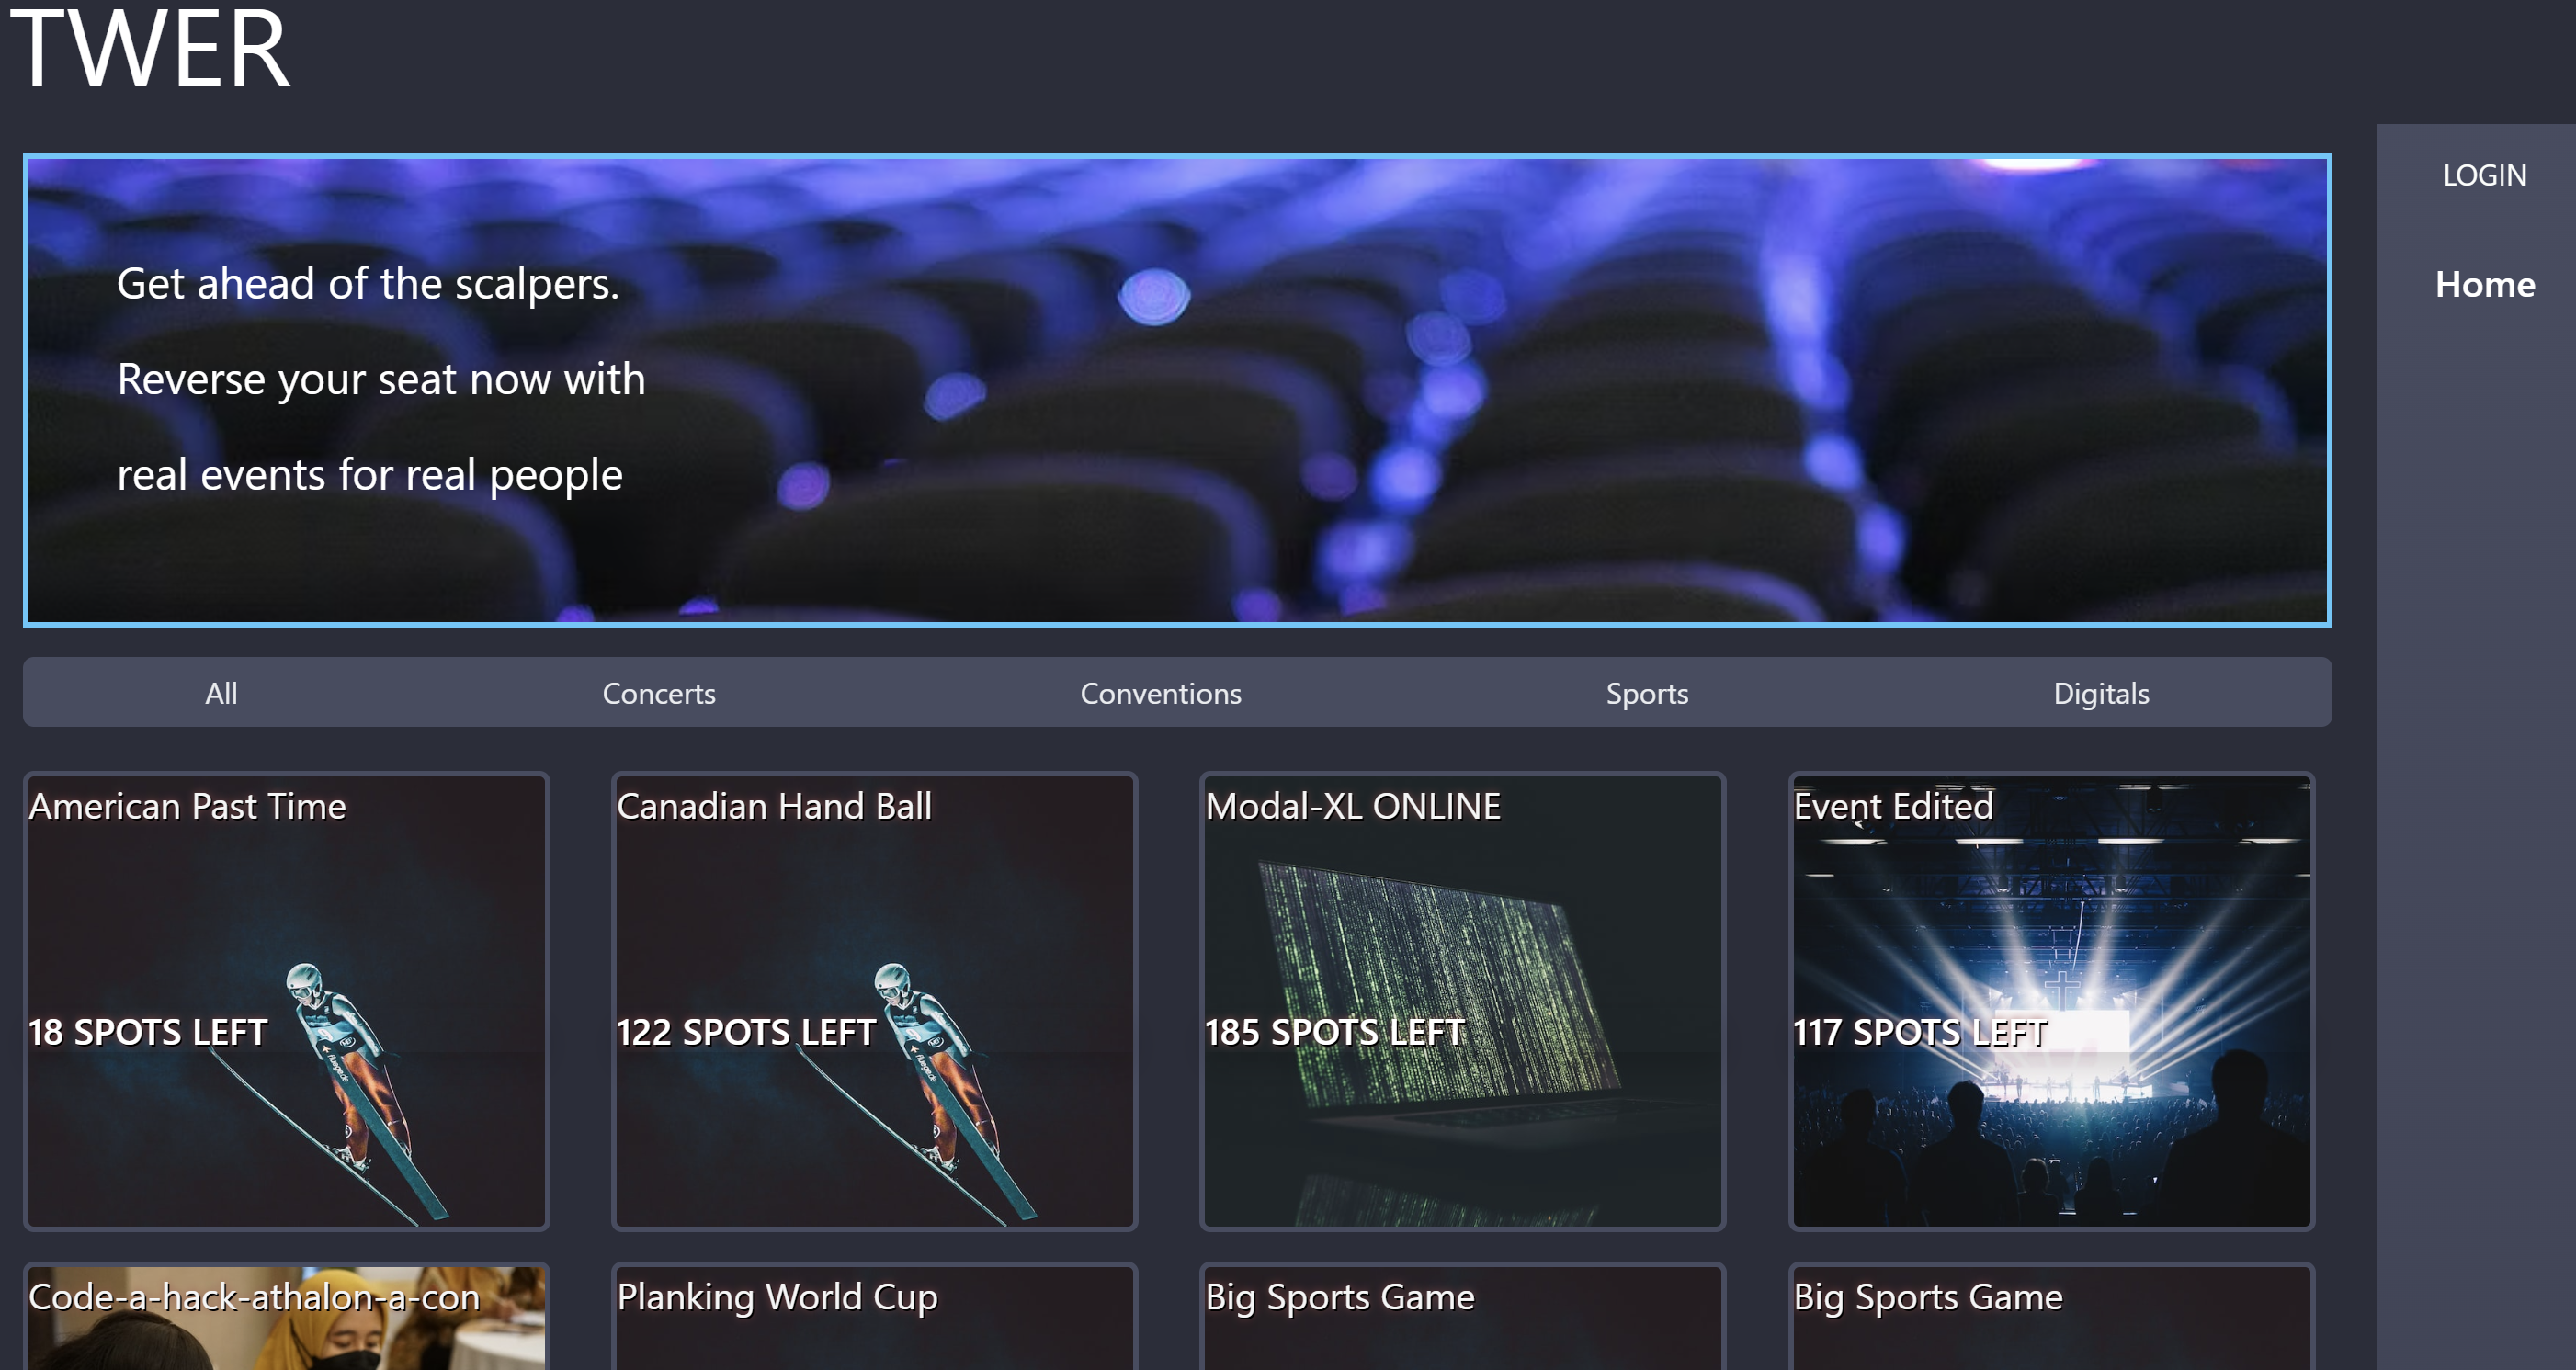 TWER
LOGIN
Home
Get ahead of the scalpers.
Reverse your seat now with
real events for real people
All
Concerts
Conventions
Sports
Digitals
American Past Time
18 SPOTS LEFT
Canadian Hand Ball
122 SPOTS LEFT
Modal-XL ONLINE
185 SPOTS LEFT
Event Edited
117 SPOTS LEFT
Code-a-hack-athalon-a-con
Planking World Cup
Big Sports Game
Big Sports Game